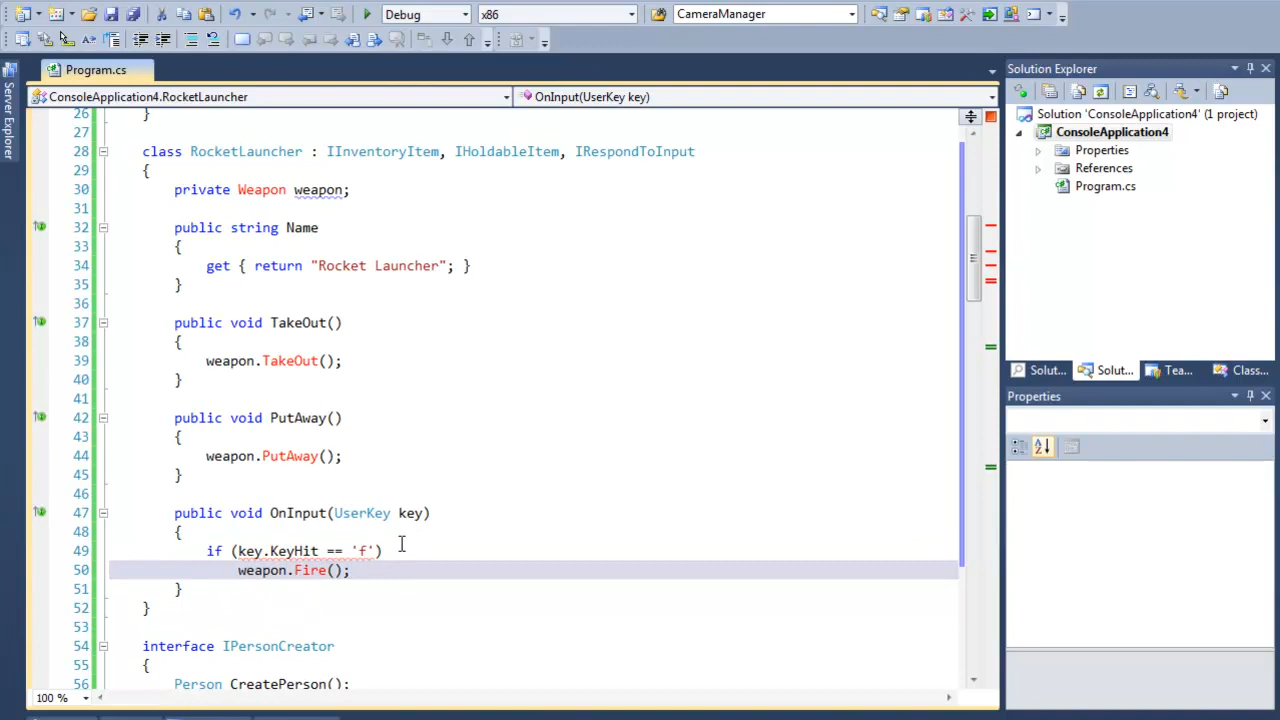 Debug
x86
CameraManager
Server Explorer
Program.cs
ConsoleApplication4.RocketLauncher
OnInput(UserKey key)
26 }
27
28 class RocketLauncher : IInventoryItem, IHoldableItem, IRespondToInput
29 {
30 private Weapon weapon;
31
32 public string Name
33 {
34 get { return "Rocket Launcher"; }
35 }
36
37 public void TakeOut()
38 {
39 weapon.TakeOut();
40 }
41
42 public void PutAway()
43 {
44 weapon.PutAway();
45 }
46
47 public void OnInput(UserKey key)
48 {
49 if (key.KeyHit == 'f')
50 weapon.Fire();
51 }
52 }
53
54 interface IPersonCreator
55 {
56 Person CreatePerson();
100 %
Solution Explorer
Solution 'ConsoleApplication4' (1 project)
ConsoleApplication4
Properties
References
Program.cs
Solut... Solut... Tea... Class...
Properties